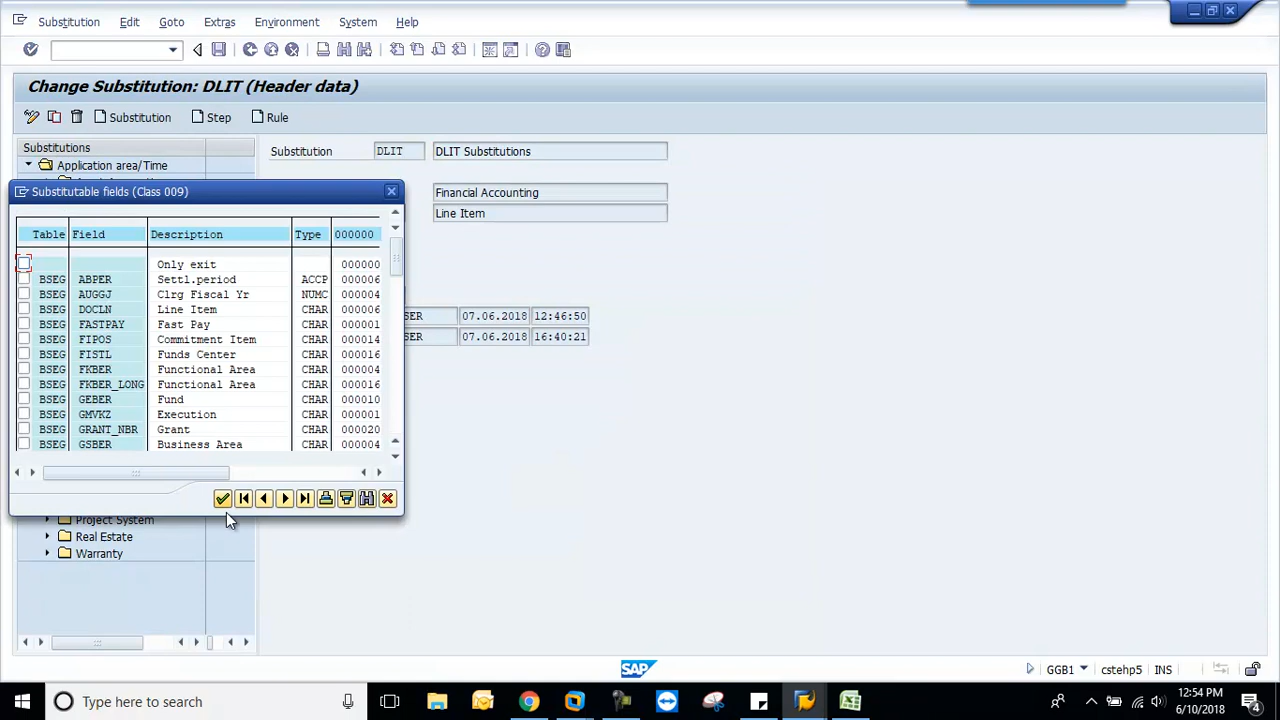 Substitution Edit Goto Extras Environment System Help
Change Substitution: DLIT (Header data)
Substitution Step Rule
Substitutions
Application area/Time
Substitution DLIT DLIT Substitutions
Financial Accounting
Line Item
SER 07.06.2018 12:46:50
SER 07.06.2018 16:40:21
Substitutable fields (Class 009)
Table Field Description Type 000000
Only exit 000000
BSEG ABPER Settl.period ACCP 000006
BSEG AUGGJ Clrg Fiscal Yr NUMC 000004
BSEG DOCLN Line Item CHAR 000006
BSEG FASTPAY Fast Pay CHAR 000001
BSEG FIPOS Commitment Item CHAR 000014
BSEG FISTL Funds Center CHAR 000016
BSEG FKBER Functional Area CHAR 000004
BSEG FKBER_LONG Functional Area CHAR 000016
BSEG GEBER Fund CHAR 000010
BSEG GMVKZ Execution CHAR 000001
BSEG GRANT_NBR Grant CHAR 000020
BSEG GSBER Business Area CHAR 000004
Project System
Real Estate
Warranty
SAP
GGB1 cstehp5 INS
Type here to search
12:54 PM
6/10/2018
4